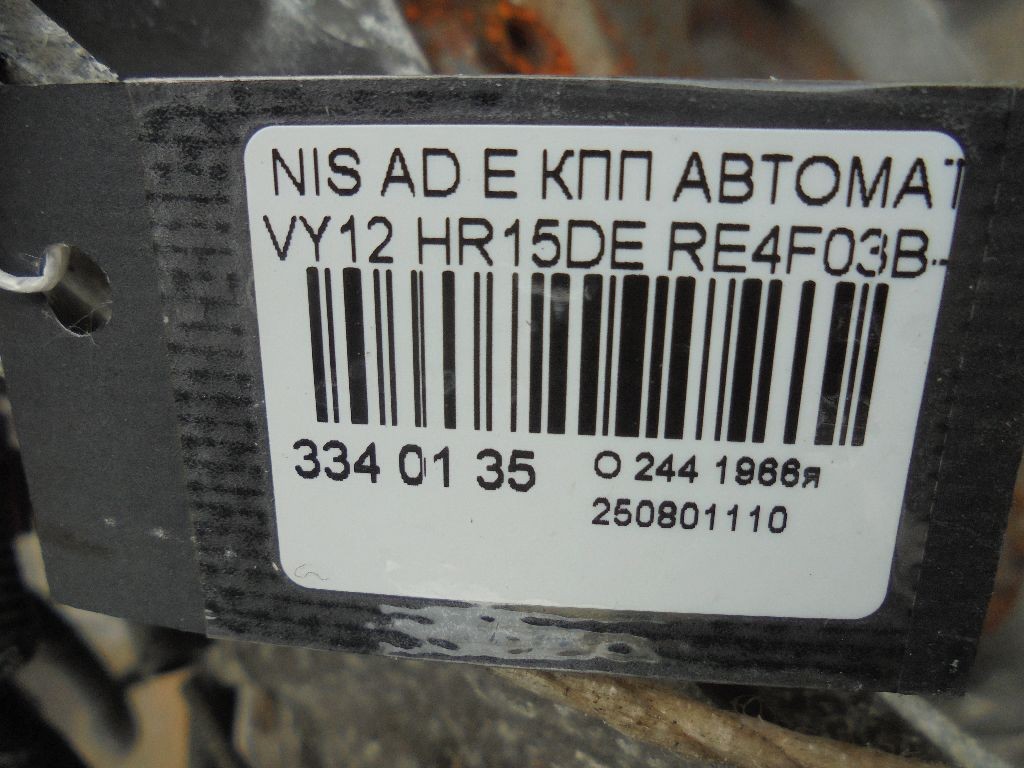 NIS AD E КПП АВТОМАТ
VY12 HR15DE RE4F03B-
334 01 35
О 244 1966я
250801110